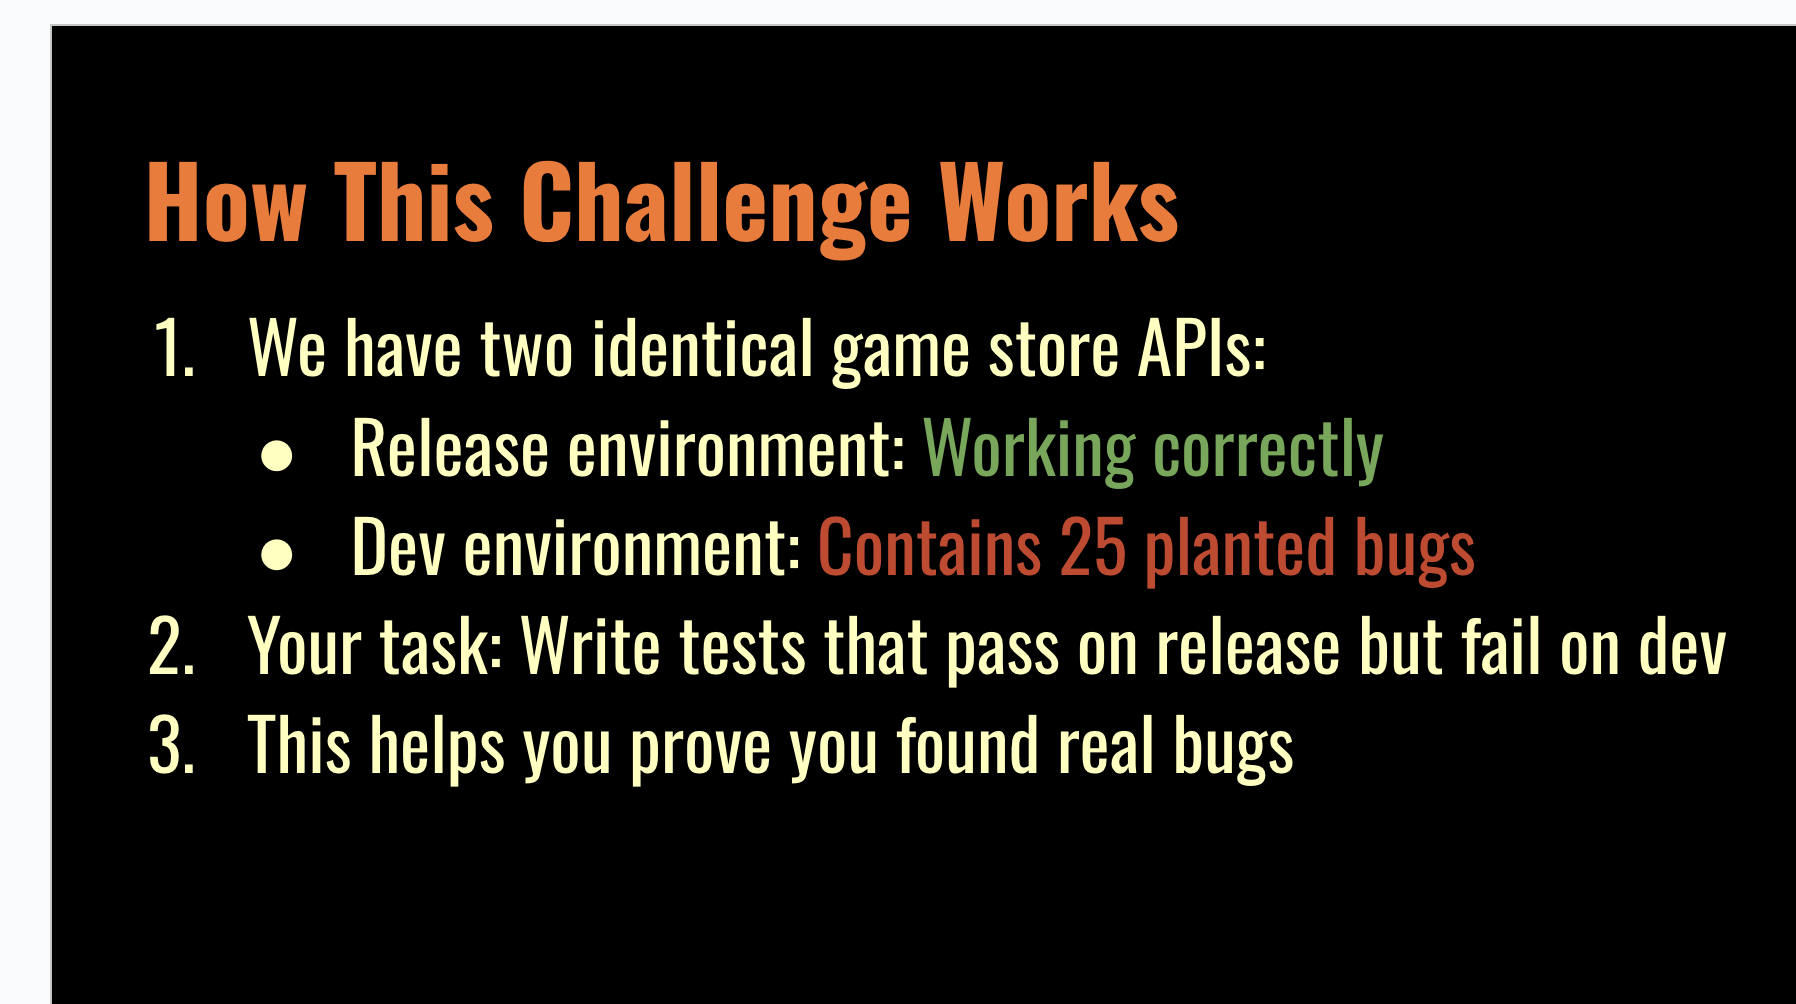 How This Challenge Works
1. We have two identical game store APIs:
● Release environment: Working correctly
● Dev environment: Contains 25 planted bugs
2. Your task: Write tests that pass on release but fail on dev
3. This helps you prove you found real bugs